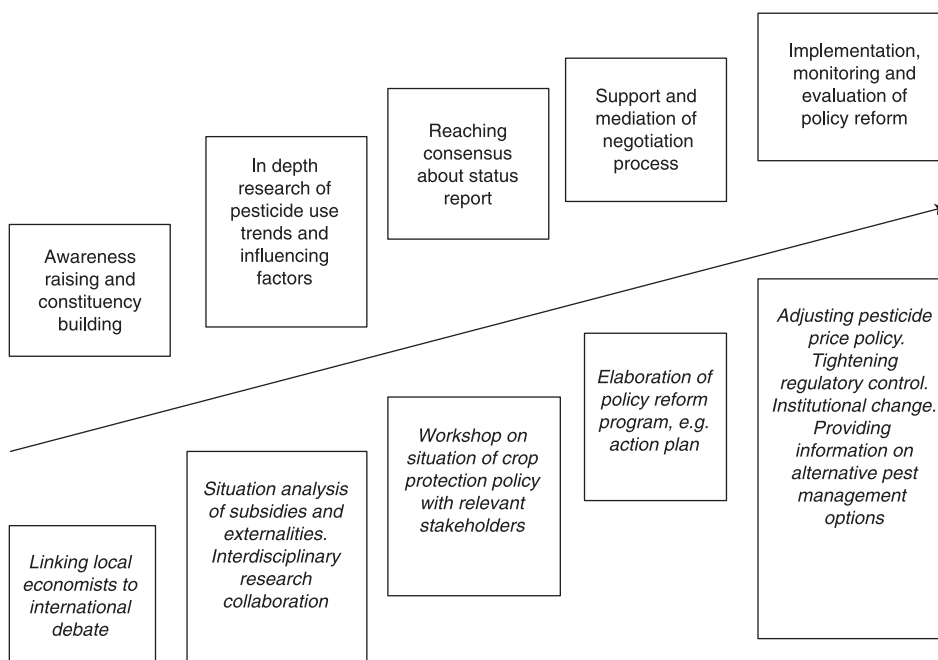 Awareness
raising and
constituency
building
In depth
research of
pesticide use
trends and
influencing
factors
Reaching
consensus
about status
report
Support and
mediation of
negotiation
process
Implementation,
monitoring and
evaluation of
policy reform
Linking local
economists to
international
debate
Situation analysis
of subsidies and
externalities.
Interdisciplinary
research
collaboration
Workshop on
situation of crop
protection policy
with relevant
stakeholders
Elaboration of
policy reform
program, e.g.
action plan
Adjusting pesticide
price policy.
Tightening
regulatory control.
Institutional change.
Providing
information on
alternative pest
management
options